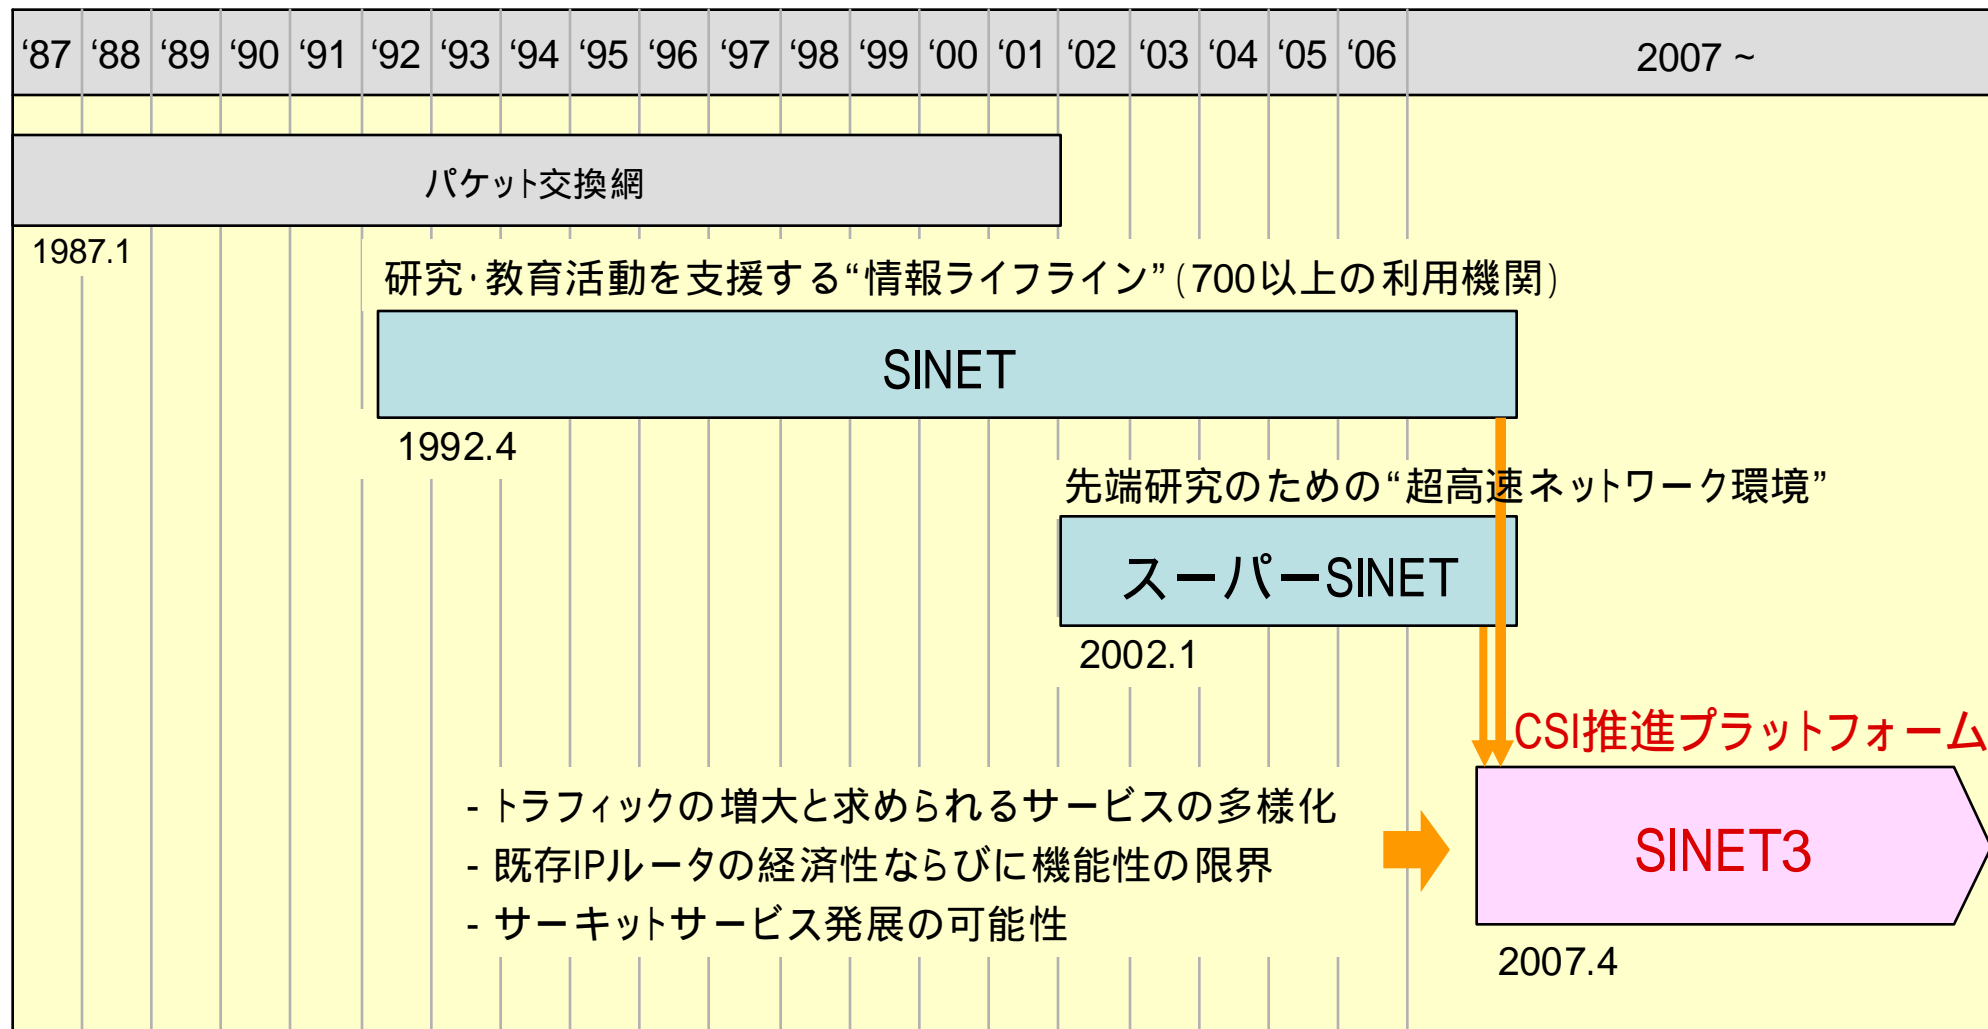 ‘87 ‘88 ‘89 ‘90 ‘91 ‘92 ‘93 ‘94 ‘95 ‘96 ‘97 ‘98 ‘99 ‘00 ‘01 ‘02 ‘03 ‘04 ‘05 ‘06 2007 ~
パケット交換網
1987.1
研究・教育活動を支援する“情報ライフライン” (700以上の利用機関)
SINET
1992.4
先端研究のための“超高速ネットワーク環境”
スーパーSINET
2002.1
CSI推進プラットフォーム
- トラフィックの増大と求められるサービスの多様化
- 既存IPルータの経済性ならびに機能性の限界
- サーキットサービス発展の可能性
SINET3
2007.4